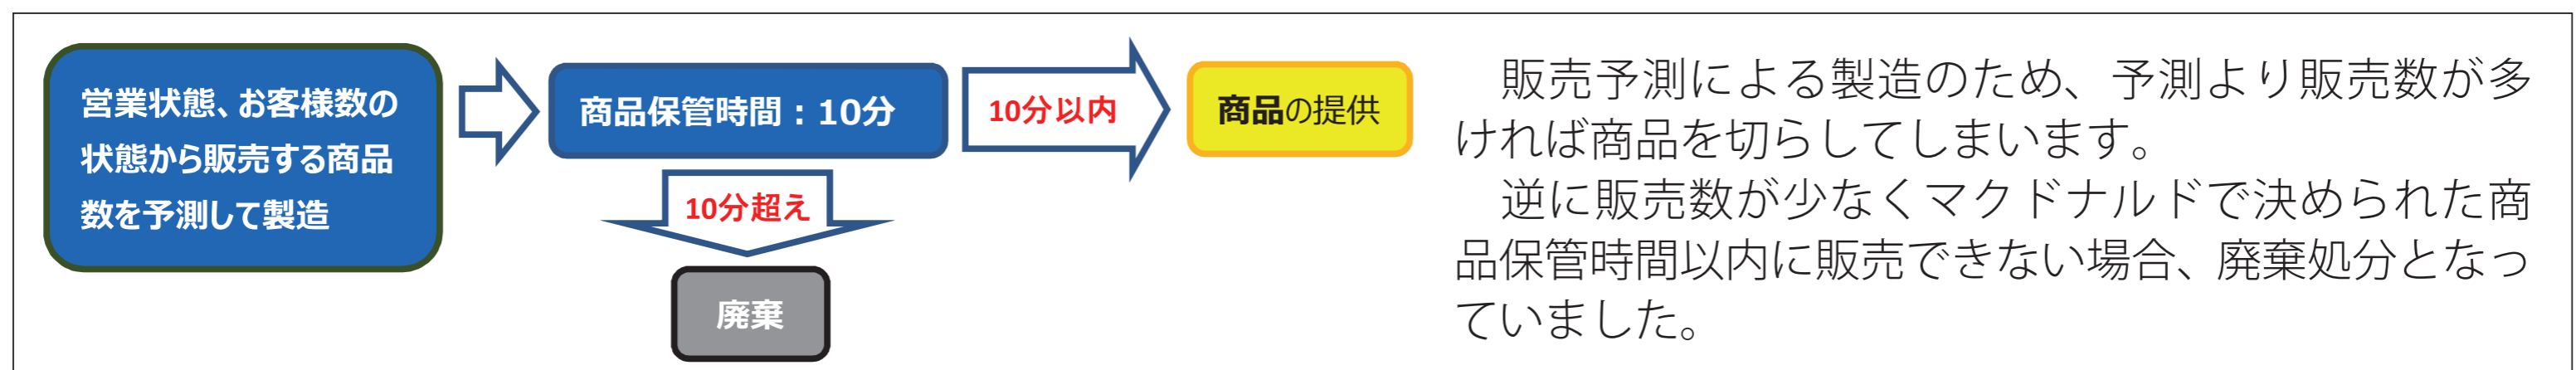 営業状態、お客様数の
状態から販売する商品
数を予測して製造
商品保管時間：10分
10分以内
商品の提供
10分超え
廃棄
販売予測による製造のため、予測より販売数が多
ければ商品を切らしてしまいます。
逆に販売数が少なくマクドナルドで決められた商
品保管時間以内に販売できない場合、廃棄処分となっ
ていました。